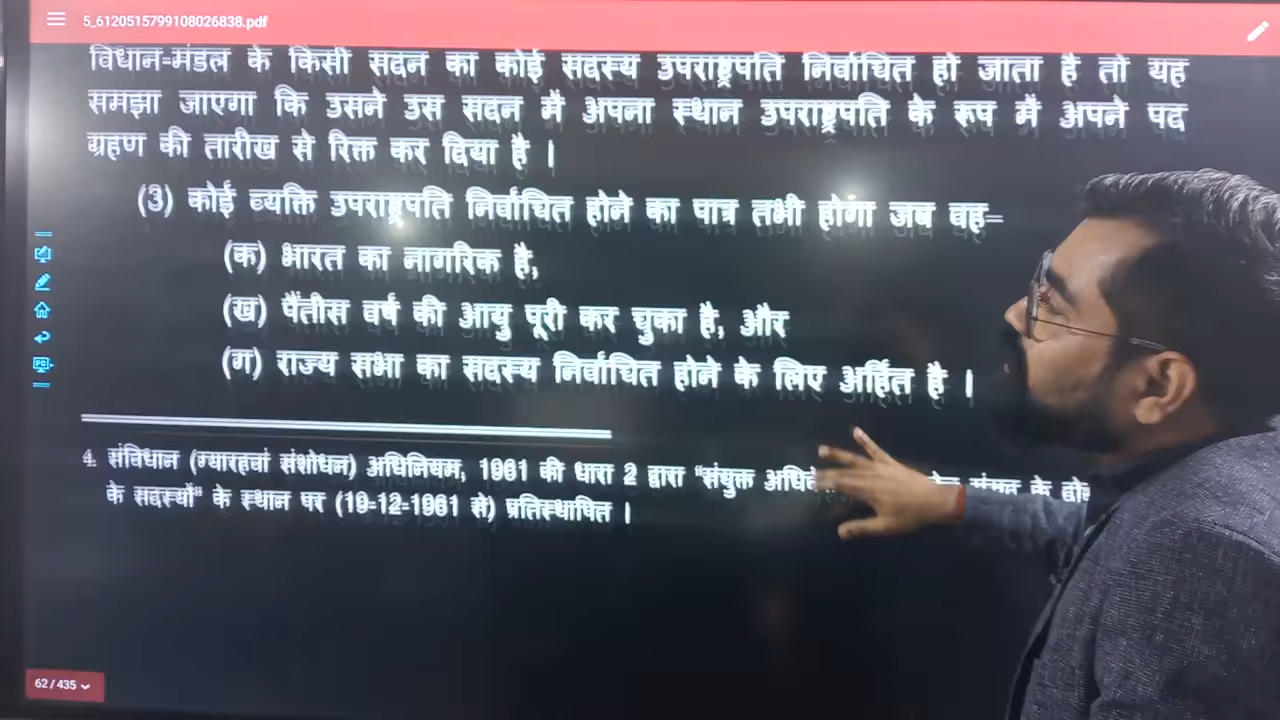 5_6120515799108026838.pdf
विधान-मंडल के किसी सदन का कोई सदस्य उपराष्ट्रपति निर्वाचित हो जाता है तो यह
समझा जाएगा कि उसने उस सदन में अपना स्थान उपराष्ट्रपति के रूप में अपने पद
ग्रहण की तारीख से रिक्त कर दिया है ।
(3) कोई व्यक्ति उपराष्ट्रपति निर्वाचित होने का पात्र तभी होगा जब वह-
(क) भारत का नागरिक है,
(ख) पैंतीस वर्ष की आयु पूरी कर चुका है, और
(ग) राज्य सभा का सदस्य निर्वाचित होने के लिए अर्हित है ।
4. संविधान (ग्यारहवां संशोधन) अधिनियम, 1961 की धारा 2 द्वारा "संयुक्त के
के सदस्यों" के स्थान पर (19-12-1961 से) प्रतिस्थापित ।
62 / 435